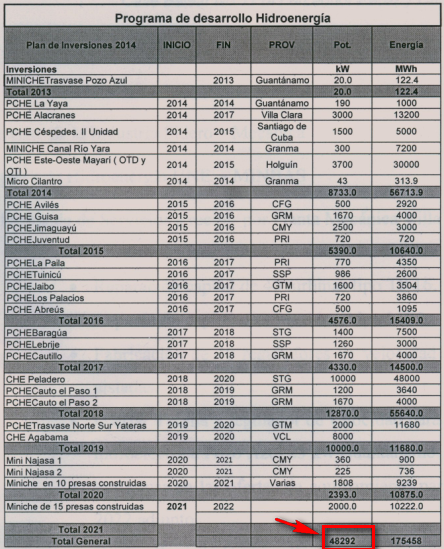 Programa de desarrollo Hidroenergía
Plan de Inversiones 2014 INICIO FIN PROV Pot. Energía
Inversiones kW MWh
MINICHETrasvase Pozo Azul 2013 Guantánamo 20.0 122.4
Total 2013 20.0 122.4
PCHE La Yaya 2014 2014 Guantánamo 190 1000
PCHE Alacranes 2014 2017 Villa Clara 3000 13200
PCHE Céspedes. II Unidad 2014 2015 Santiago de Cuba 1500 5000
MINICHE Canal Río Yara 2014 2014 Granma 300 7200
PCHE Este-Oeste Mayarí ( OTD y OTI ) 2014 2015 Holguín 3700 30000
Micro Cilantro 2014 2014 Granma 43 313.9
Total 2014 8733.0 56713.9
PCHE Avilés 2015 2016 CFG 500 2920
PCHE Guisa 2015 2016 GRM 1670 4000
PCHEJimaguayú 2015 2016 CMY 2500 3000
PCHEJuventud 2015 2016 PRI 720 720
Total 2015 5390.0 10640.0
PCHELa Paila 2016 2017 PRI 770 4350
PCHETuinicú 2016 2017 SSP 986 2600
PCHEJaibo 2016 2017 GTM 1600 3504
PCHELos Palacios 2016 2017 PRI 720 3860
PCHE Abreús 2016 2017 CFG 500 1095
Total 2016 4576.0 15409.0
PCHEBaraguá 2017 2018 STG 1400 7500
PCHELebrije 2017 2018 SSP 1260 3000
PCHECautillo 2017 2018 GRM 1670 4000
Total 2017 4330.0 14500.0
CHE Peladero 2018 2020 STG 10000 48000
PCHECauto el Paso 1 2018 2019 GRM 1200 3640
PCHECauto el Paso 2 2018 2019 GRM 1670 4000
Total 2018 12870.0 55640.0
PCHETrasvase Norte Sur Yateras 2019 2020 GTM 2000 11680
CHE Agabama 2019 2020 VCL 8000
Total 2019 10000.0 11680.0
Mini Najasa 1 2020 2021 CMY 360 900
Mini Najasa 2 2020 2021 CMY 225 736
Miniche en 10 presas construidas 2020 2021 Varias 1808 9239
Total 2020 2393.0 10875.0
Miniche de 15 presas construidas 2021 2022 2000.0 10222.0
Total 2021
Total General 48292 175458